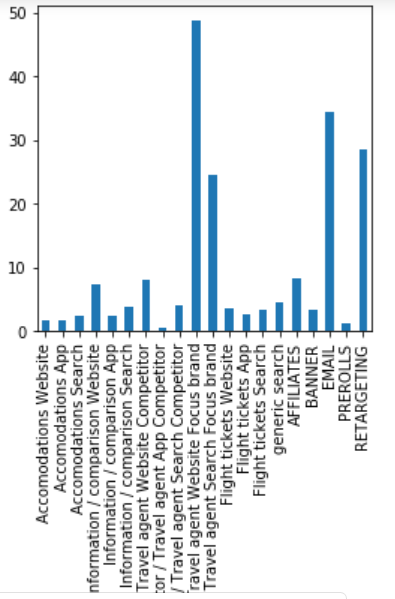 50
40
30
20
10
0
Accomodations Website
Accomodations App
Accomodations Search
nformation / comparison Website
Information / comparison App
Information / comparison Search
Travel agent Website Competitor
tor / Travel agent App Competitor
/ Travel agent Search Competitor
ravel agent Website Focus brand
Travel agent Search Focus brand
Flight tickets Website
Flight tickets App
Flight tickets Search
generic search
AFFILIATES
BANNER
EMAIL
PREROLLS
RETARGETING